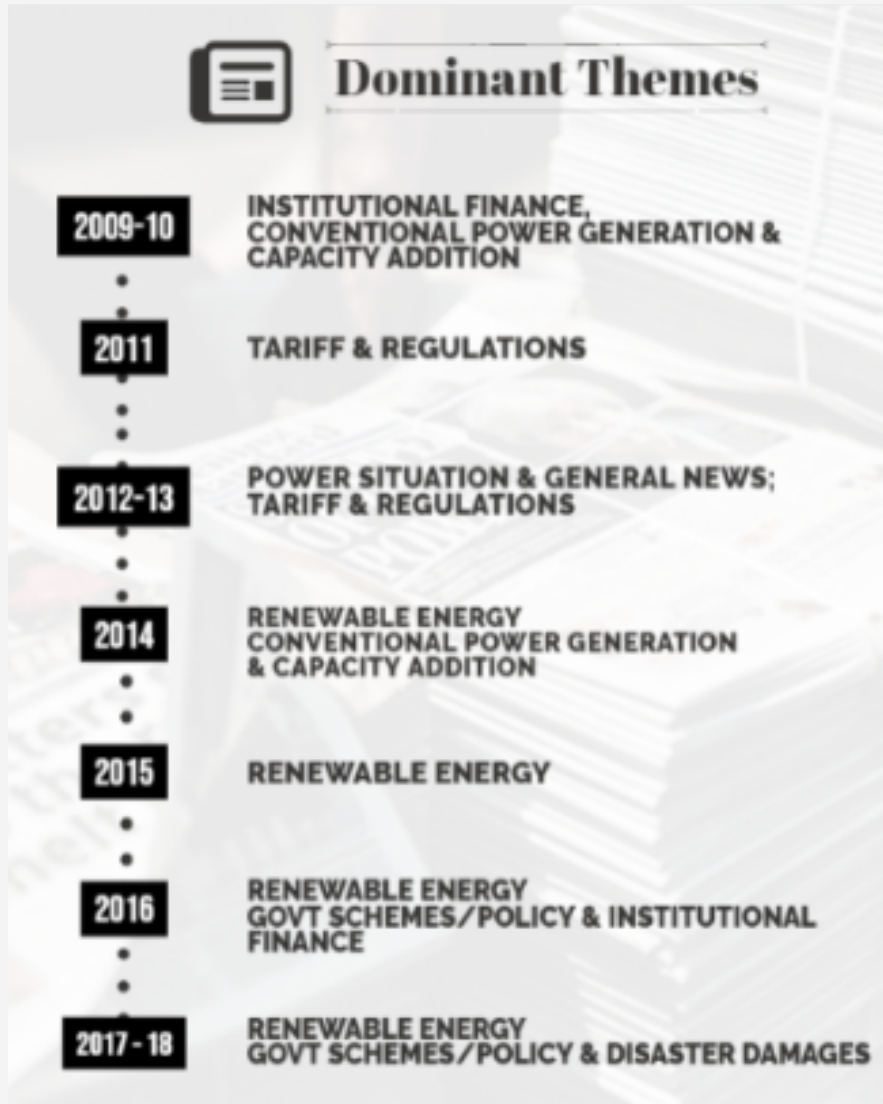 Dominant Themes
2009-10
INSTITUTIONAL FINANCE,
CONVENTIONAL POWER GENERATION &
CAPACITY ADDITION
2011
TARIFF & REGULATIONS
2012-13
POWER SITUATION & GENERAL NEWS;
TARIFF & REGULATIONS
2014
RENEWABLE ENERGY
CONVENTIONAL POWER GENERATION
& CAPACITY ADDITION
2015
RENEWABLE ENERGY
2016
RENEWABLE ENERGY
GOVT SCHEMES/POLICY & INSTITUTIONAL
FINANCE
2017-18
RENEWABLE ENERGY
GOVT SCHEMES/POLICY & DISASTER DAMAGES